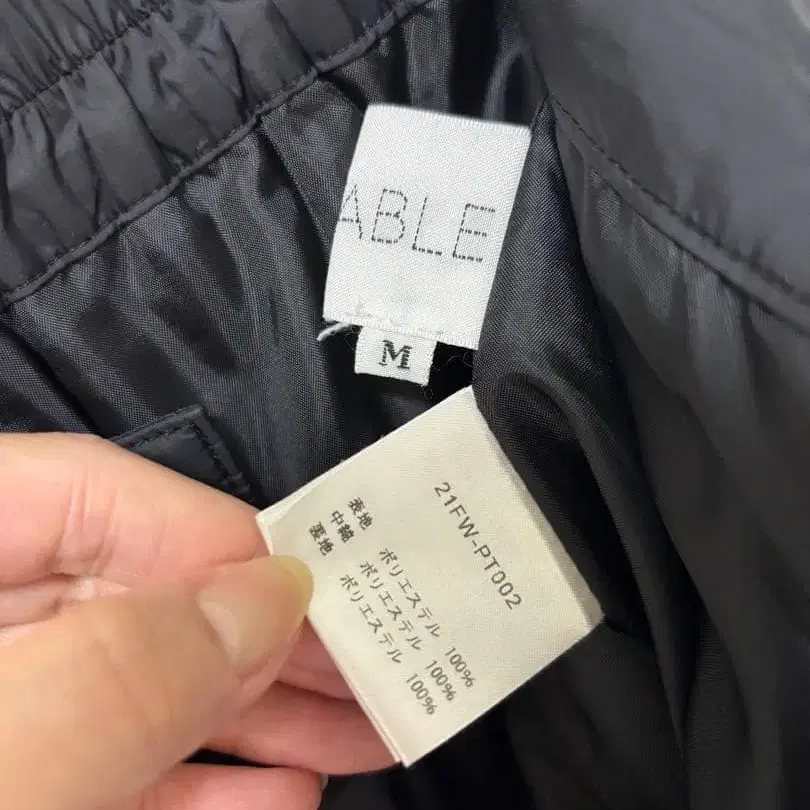 ABLE
M
21FW-PT002
表地 ポリエステル 100%
中綿 ポリエステル 100%
裏地 ポリエステル 100%